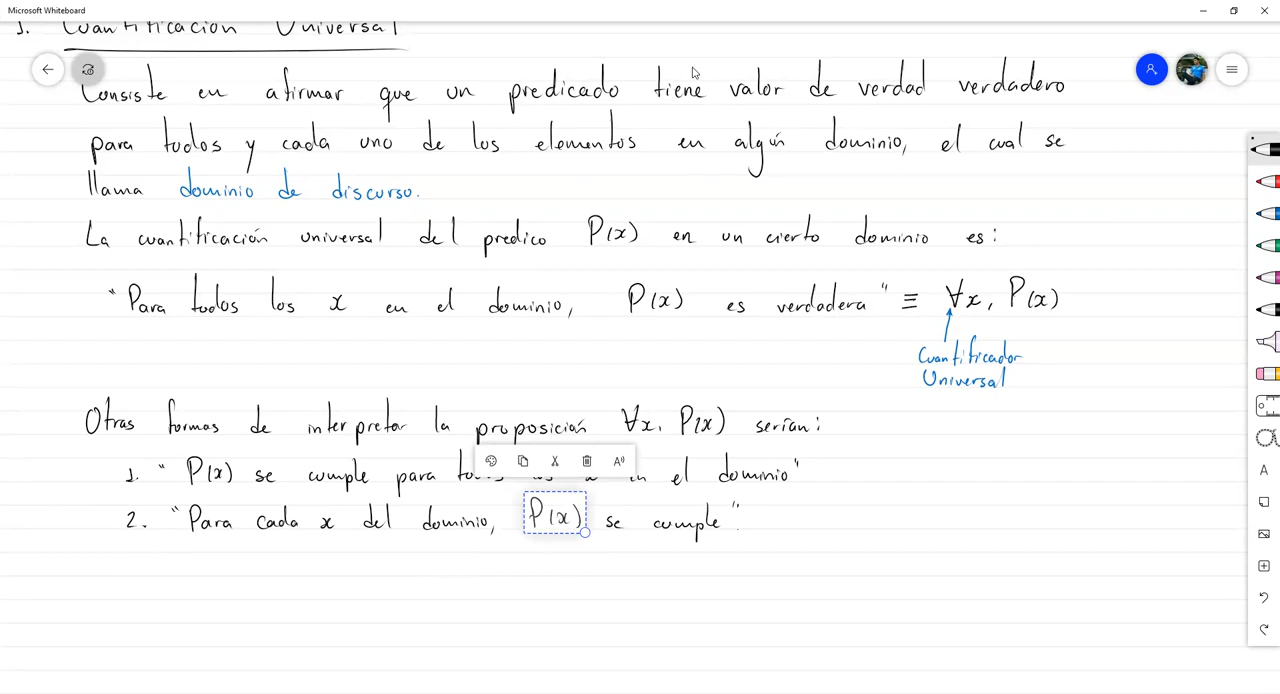 Microsoft Whiteboard
1. Cuantificación Universal
Consiste en afirmar que un predicado tiene valor de verdad verdadero
para todos y cada uno de los elementos en algún dominio, el cual se
llama dominio de discurso.
La cuantificación universal del predico P(x) en un cierto dominio es:
"Para todos los x en el dominio, P(x) es verdadera" ≡ ∀x, P(x)
Cuantificador
Universal
Otras formas de interpretar la proposición ∀x, P(x) serían:
1. "P(x) se cumple para todos los x en el dominio"
2. "Para cada x del dominio, P(x) se cumple".